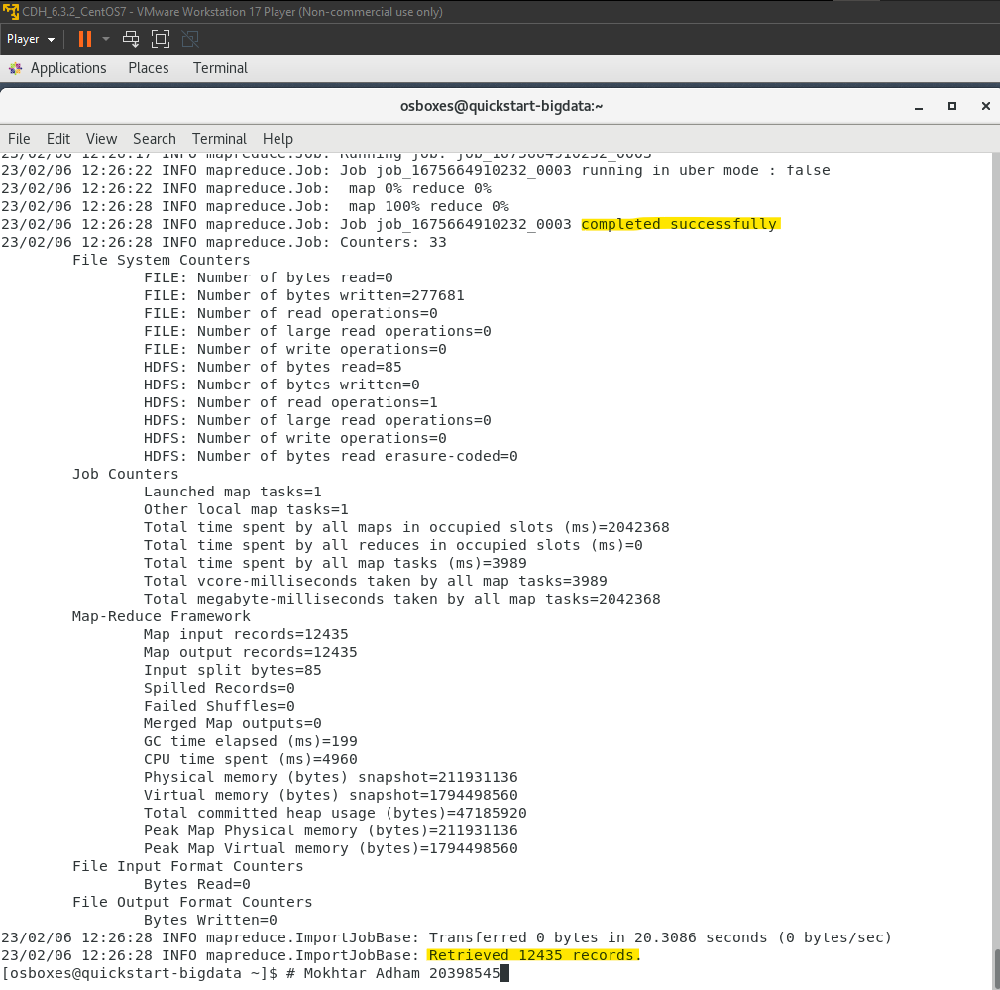 CDH_6.3.2_CentOS7 - VMware Workstation 17 Player (Non-commercial use only)
Player
Applications Places Terminal
osboxes@quickstart-bigdata:~
File Edit View Search Terminal Help
23/02/06 12:26:17 INFO mapreduce.Job: Running job: job_1675664910232_0003
23/02/06 12:26:22 INFO mapreduce.Job: Job job_1675664910232_0003 running in uber mode : false
23/02/06 12:26:22 INFO mapreduce.Job:  map 0% reduce 0%
23/02/06 12:26:28 INFO mapreduce.Job:  map 100% reduce 0%
23/02/06 12:26:28 INFO mapreduce.Job: Job job_1675664910232_0003 completed successfully
23/02/06 12:26:28 INFO mapreduce.Job: Counters: 33
File System Counters
FILE: Number of bytes read=0
FILE: Number of bytes written=277681
FILE: Number of read operations=0
FILE: Number of large read operations=0
FILE: Number of write operations=0
HDFS: Number of bytes read=85
HDFS: Number of bytes written=0
HDFS: Number of read operations=1
HDFS: Number of large read operations=0
HDFS: Number of write operations=0
HDFS: Number of bytes read erasure-coded=0
Job Counters
Launched map tasks=1
Other local map tasks=1
Total time spent by all maps in occupied slots (ms)=2042368
Total time spent by all reduces in occupied slots (ms)=0
Total time spent by all map tasks (ms)=3989
Total vcore-milliseconds taken by all map tasks=3989
Total megabyte-milliseconds taken by all map tasks=2042368
Map-Reduce Framework
Map input records=12435
Map output records=12435
Input split bytes=85
Spilled Records=0
Failed Shuffles=0
Merged Map outputs=0
GC time elapsed (ms)=199
CPU time spent (ms)=4960
Physical memory (bytes) snapshot=211931136
Virtual memory (bytes) snapshot=1794498560
Total committed heap usage (bytes)=47185920
Peak Map Physical memory (bytes)=211931136
Peak Map Virtual memory (bytes)=1794498560
File Input Format Counters
Bytes Read=0
File Output Format Counters
Bytes Written=0
23/02/06 12:26:28 INFO mapreduce.ImportJobBase: Transferred 0 bytes in 20.3086 seconds (0 bytes/sec)
23/02/06 12:26:28 INFO mapreduce.ImportJobBase: Retrieved 12435 records.
[osboxes@quickstart-bigdata ~]$ # Mokhtar Adham 20398545